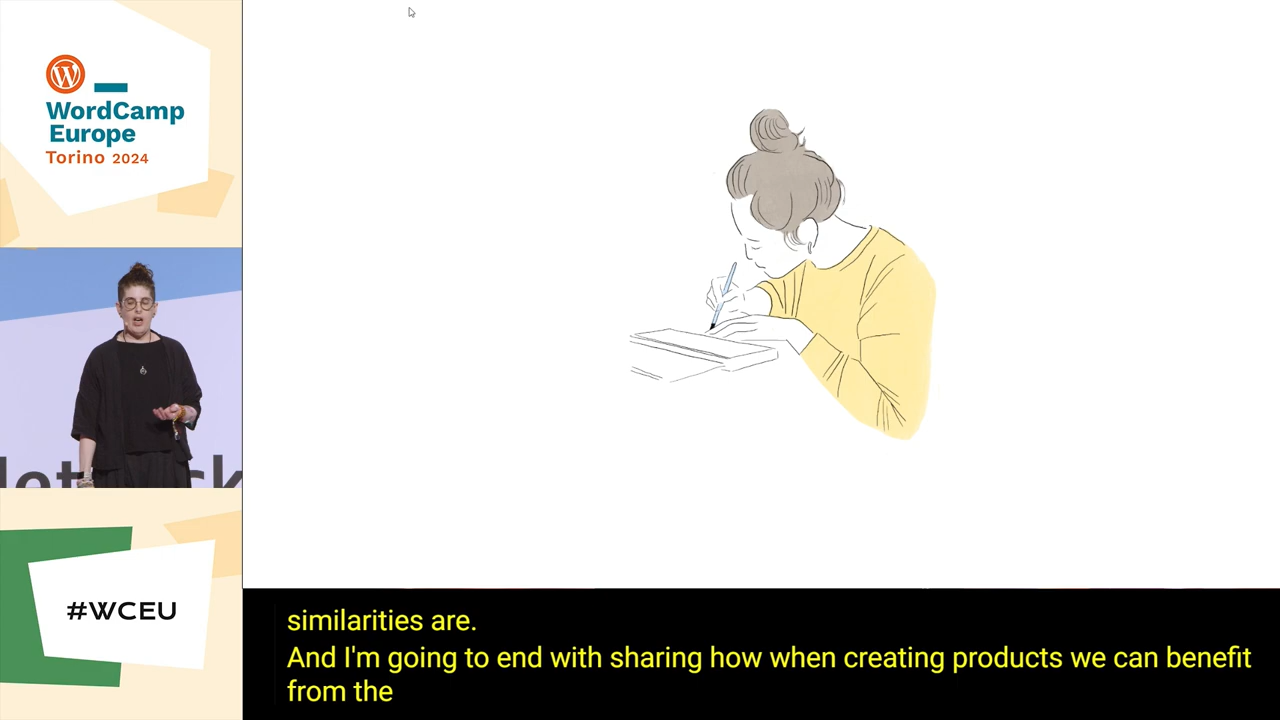 WordCamp
Europe
Torino 2024
#WCEU
similarities are.
And I'm going to end with sharing how when creating products we can benefit
from the